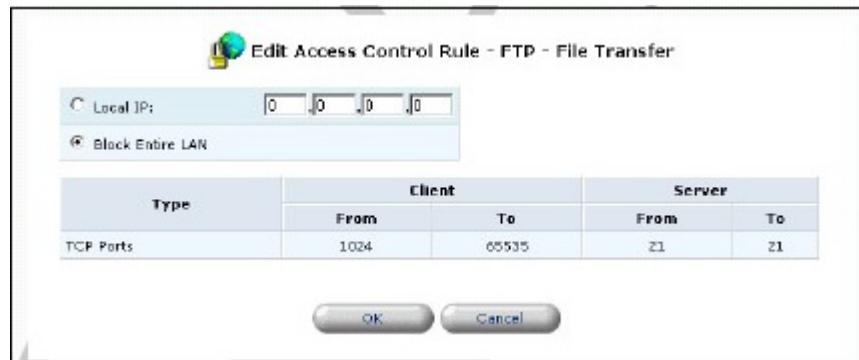 Edit Access Control Rule - FTP - File Transfer
Local IP: 0 . 0 . 0 . 0
Block Entire LAN
Type Client Server
From To From To
TCP Ports 1024 65535 21 21
OK Cancel